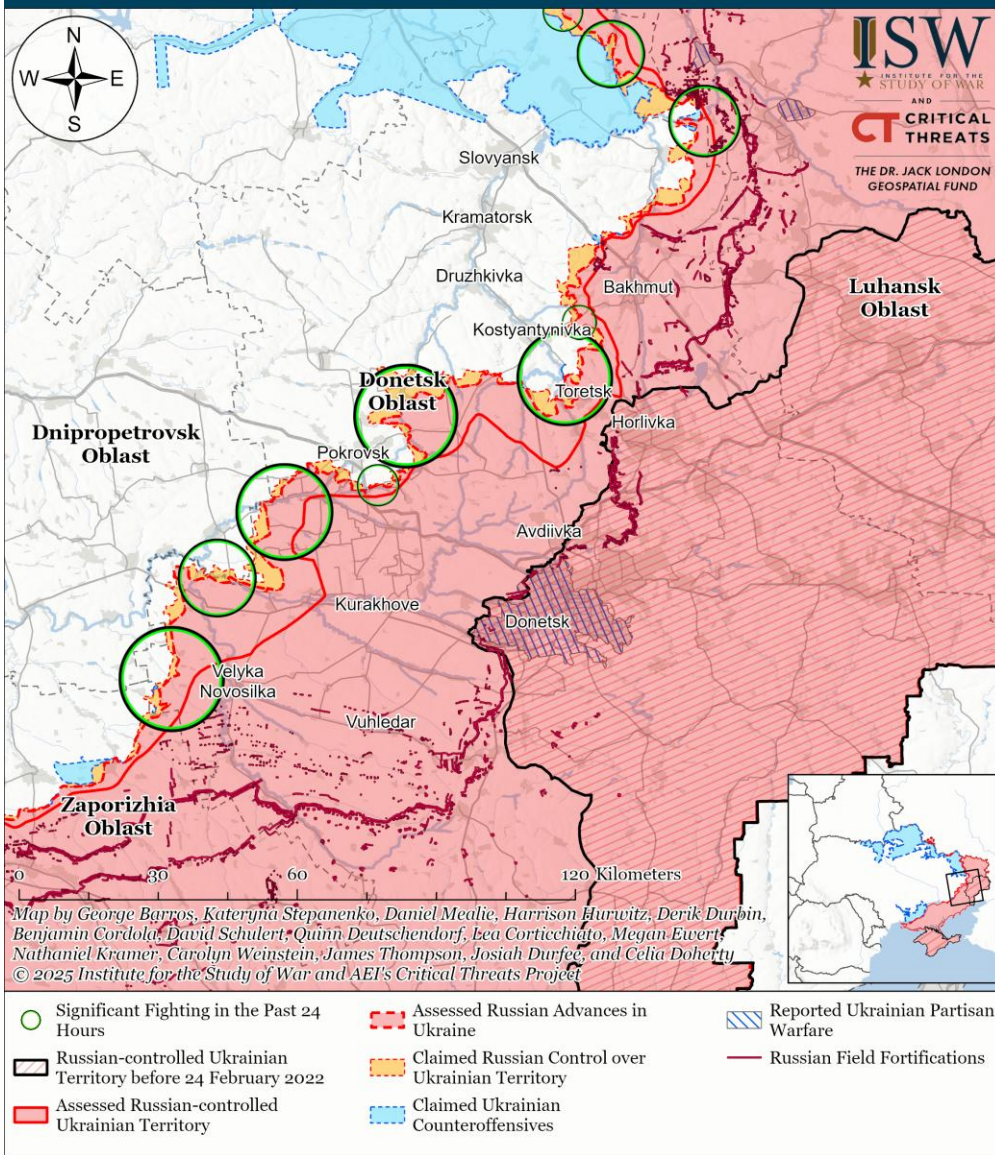 N
W
E
S
ISW
INSTITUTE FOR THE
STUDY OF WAR
AND
CT CRITICAL
THREATS
THE DR. JACK LONDON
GEOSPATIAL FUND
Slovyansk
Kramatorsk
Druzhkivka
Bakhmut
Luhansk
Oblast
Kostyantynivka
Donetsk
Oblast
Toretsk
Dnipropetrovsk
Oblast
Horlivka
Pokrovsk
Avdiivka
Kurakhove
Donetsk
Velyka
Novosilka
Vuhledar
Zaporizhia
Oblast
0 30 60 120 Kilometers
Map by George Barros, Kateryna Stepanenko, Daniel Mealie, Harrison Hurwitz, Derik Durbin,
Benjamin Cordola, David Schulert, Quinn Deutschendorf, Lea Corticchiato, Megan Ewert,
Nathaniel Kramer, Carolyn Weinstein, James Thompson, Josiah Durfee, and Celia Doherty
© 2025 Institute for the Study of War and AEI's Critical Threats Project
Significant Fighting in the Past 24
Hours
Russian-controlled Ukrainian
Territory before 24 February 2022
Assessed Russian-controlled
Ukrainian Territory
Assessed Russian Advances in
Ukraine
Claimed Russian Control over
Ukrainian Territory
Claimed Ukrainian
Counteroffensives
Reported Ukrainian Partisan
Warfare
Russian Field Fortifications